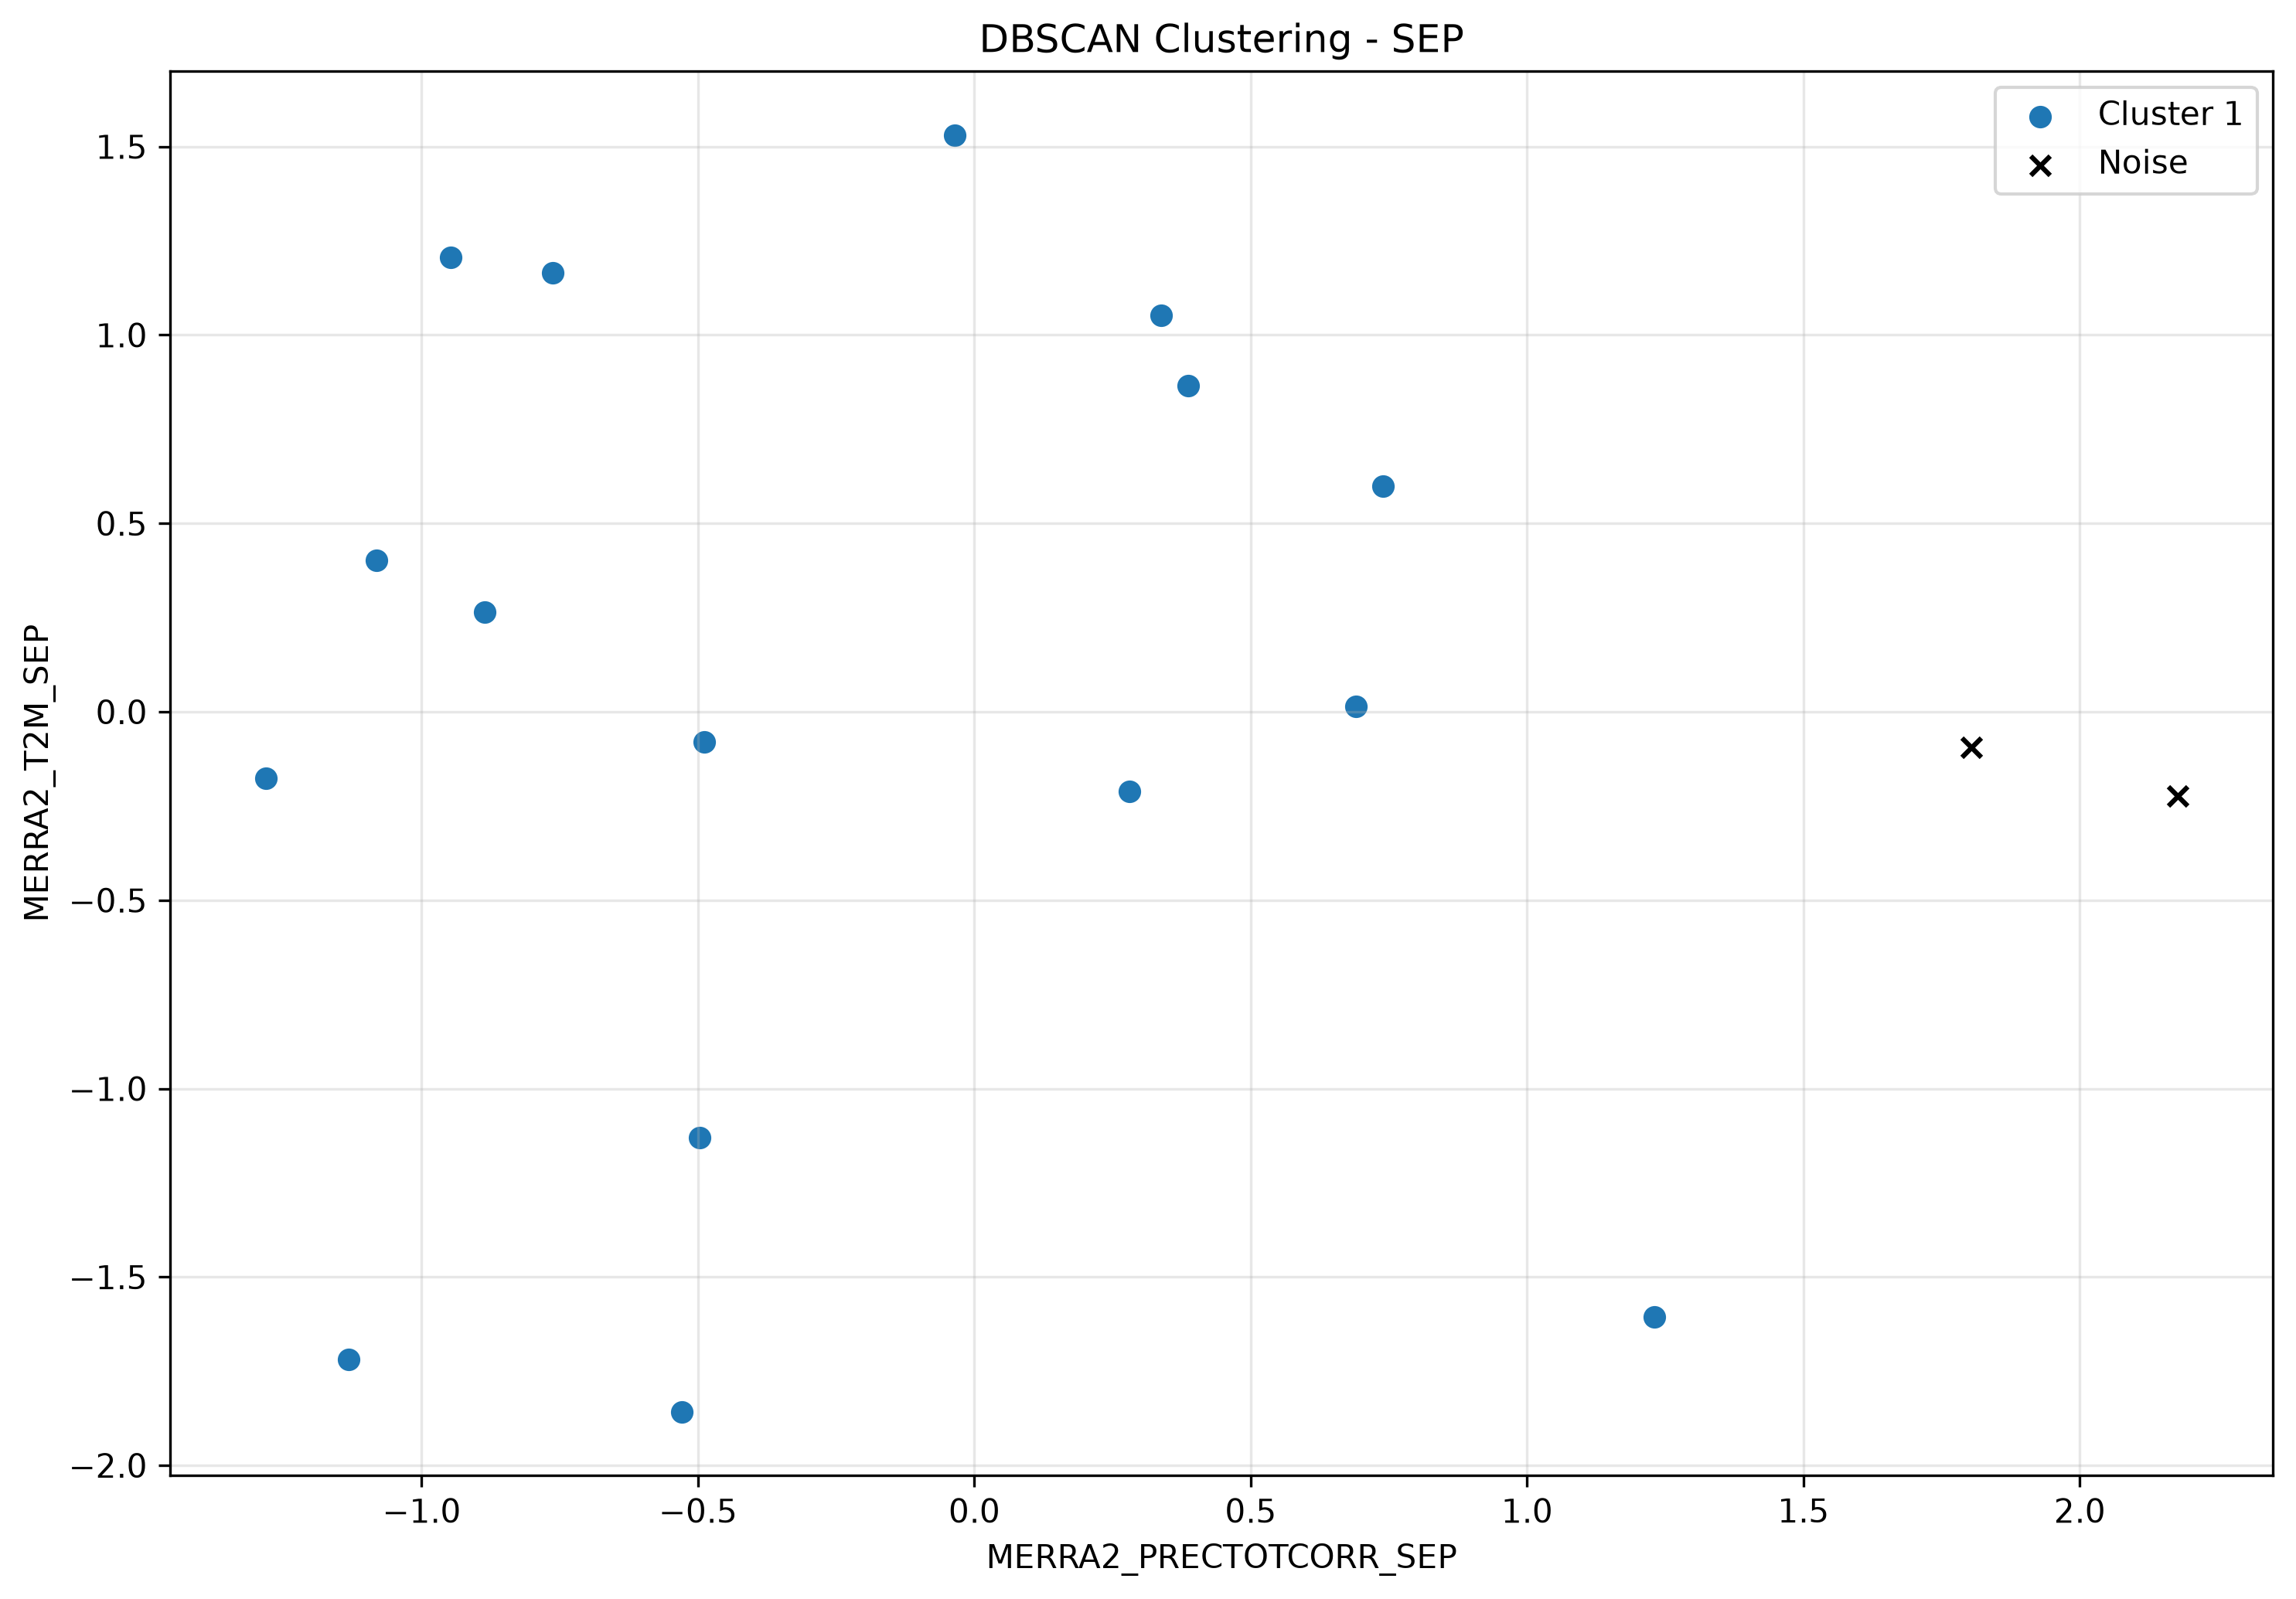 DBSCAN Clustering - SEP
Cluster 1
Noise
1.5
1.0
0.5
0.0
−0.5
−1.0
−1.5
−2.0
MERRA2_T2M_SEP
−1.0 −0.5 0.0 0.5 1.0 1.5 2.0
MERRA2_PRECTOTCORR_SEP